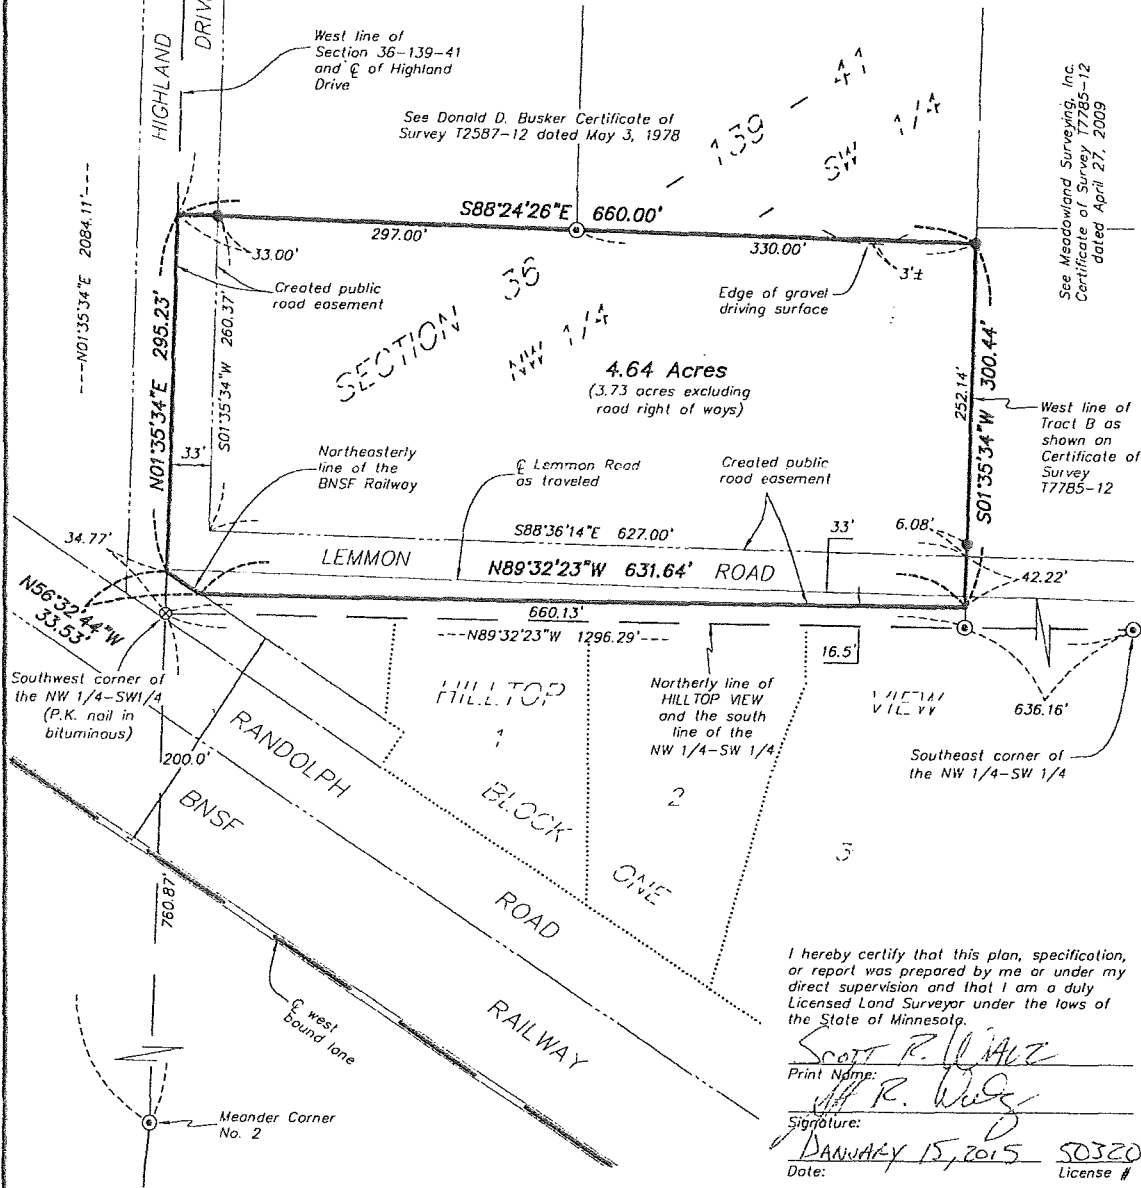 HIGHLAND
DRIV
West line of
Section 36-139-41
and ℄ of Highland
Drive
See Donald D. Busker Certificate of
Survey T2587-12 dated May 3, 1978
139 - 41
SW 1/4
See Meadowland Surveying, Inc.
Certificate of Survey T7785-12
dated April 27, 2009
----N01°35'34"E 2084.11'----
S88°24'26"E 660.00'
297.00'
330.00'
33.00'
3'±
Created public
road easement
Edge of gravel
driving surface
SECTION 36
NW 1/4
N01°35'34"E 295.23'
S01°35'34"W 260.37'
4.64 Acres
(3.73 acres excluding
road right of ways)
252.14'
S01°35'34"W 300.44'
West line of
Tract B as
shown on
Certificate of
Survey
T7785-12
33'
Northeasterly
line of the
BNSF Railway
℄ Lemmon Road
as traveled
Created public
road easement
34.77'
S88°36'14"E 627.00'
33'
6.08'
LEMMON
ROAD
N89°32'23"W 631.64'
42.22'
N56°32'44"W
33.53'
660.13'
---N89°32'23"W 1296.29'---
16.5'
Southwest corner of
the NW 1/4-SW1/4
(P.K. nail in
bituminous)
HILLTOP
VIEW
Northerly line of
HILLTOP VIEW
and the south
line of the
NW 1/4-SW 1/4
636.16'
Southeast corner of
the NW 1/4-SW 1/4
200.0'
1
2
3
BLOCK
ONE
RANDOLPH
ROAD
BNSF
RAILWAY
760.87'
℄ west
bound lane
Meander Corner
No. 2
I hereby certify that this plan, specification,
or report was prepared by me or under my
direct supervision and that I am a duly
Licensed Land Surveyor under the laws of
the State of Minnesota.
Scott R. Walz
Print Name:
R. Walz
Signature:
JANUARY 15, 2015 50320
Date: License #